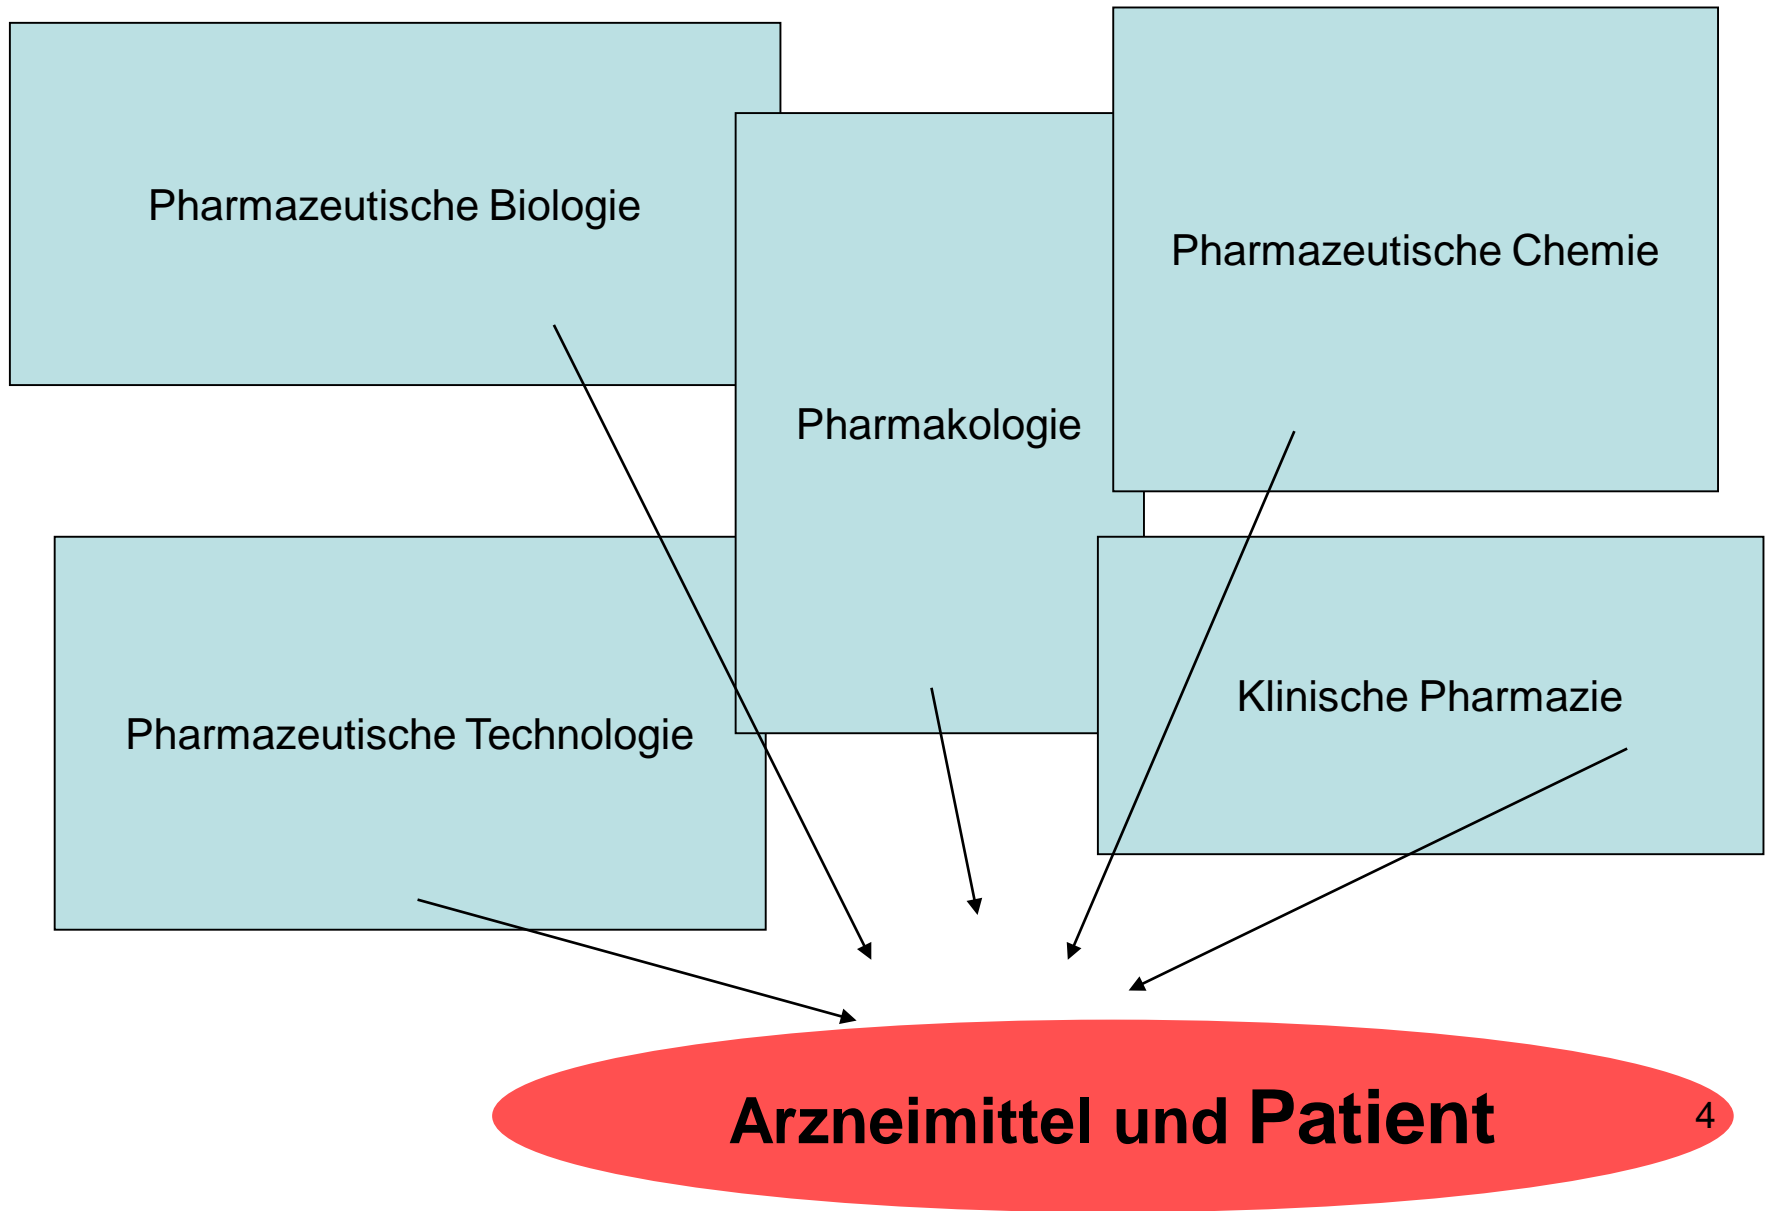 Pharmazeutische Biologie
Pharmazeutische Chemie
Pharmakologie
Klinische Pharmazie
Pharmazeutische Technologie
Arzneimittel und Patient
4